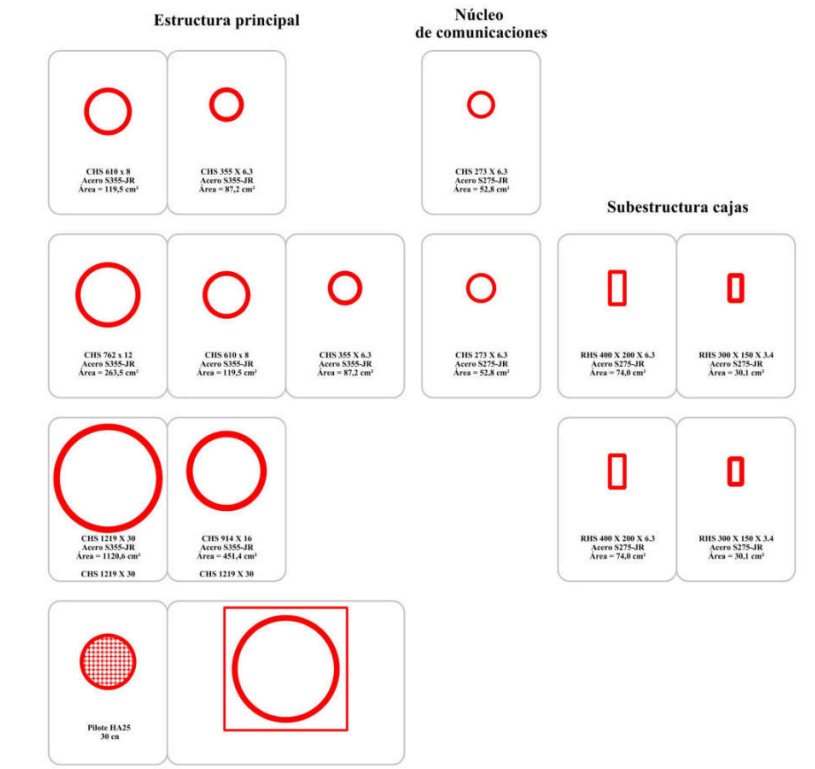 Estructura principal
Núcleo
de comunicaciones
CHS 610 x 8
Acero S355-JR
Área = 119,5 cm²
CHS 355 X 6.3
Acero S355-JR
Área = 87,2 cm²
CHS 273 X 6.3
Acero S275-JR
Área = 52,8 cm²
Subestructura cajas
CHS 762 x 12
Acero S355-JR
Área = 263,5 cm²
CHS 610 x 8
Acero S355-JR
Área = 119,5 cm²
CHS 355 X 6.3
Acero S355-JR
Área = 87,2 cm²
CHS 273 X 6.3
Acero S275-JR
Área = 52,8 cm²
RHS 400 X 200 X 6.3
Acero S275-JR
Área = 74,0 cm²
RHS 300 X 150 X 3.4
Acero S275-JR
Área = 30,1 cm²
CHS 1219 X 30
Acero S355-JR
Área = 1120,6 cm²
CHS 1219 X 30
CHS 914 X 16
Acero S355-JR
Área = 451,4 cm²
CHS 1219 X 30
RHS 400 X 200 X 6.3
Acero S275-JR
Área = 74,0 cm²
RHS 300 X 150 X 3.4
Acero S275-JR
Área = 30,1 cm²
Pilote HA25
30 cn